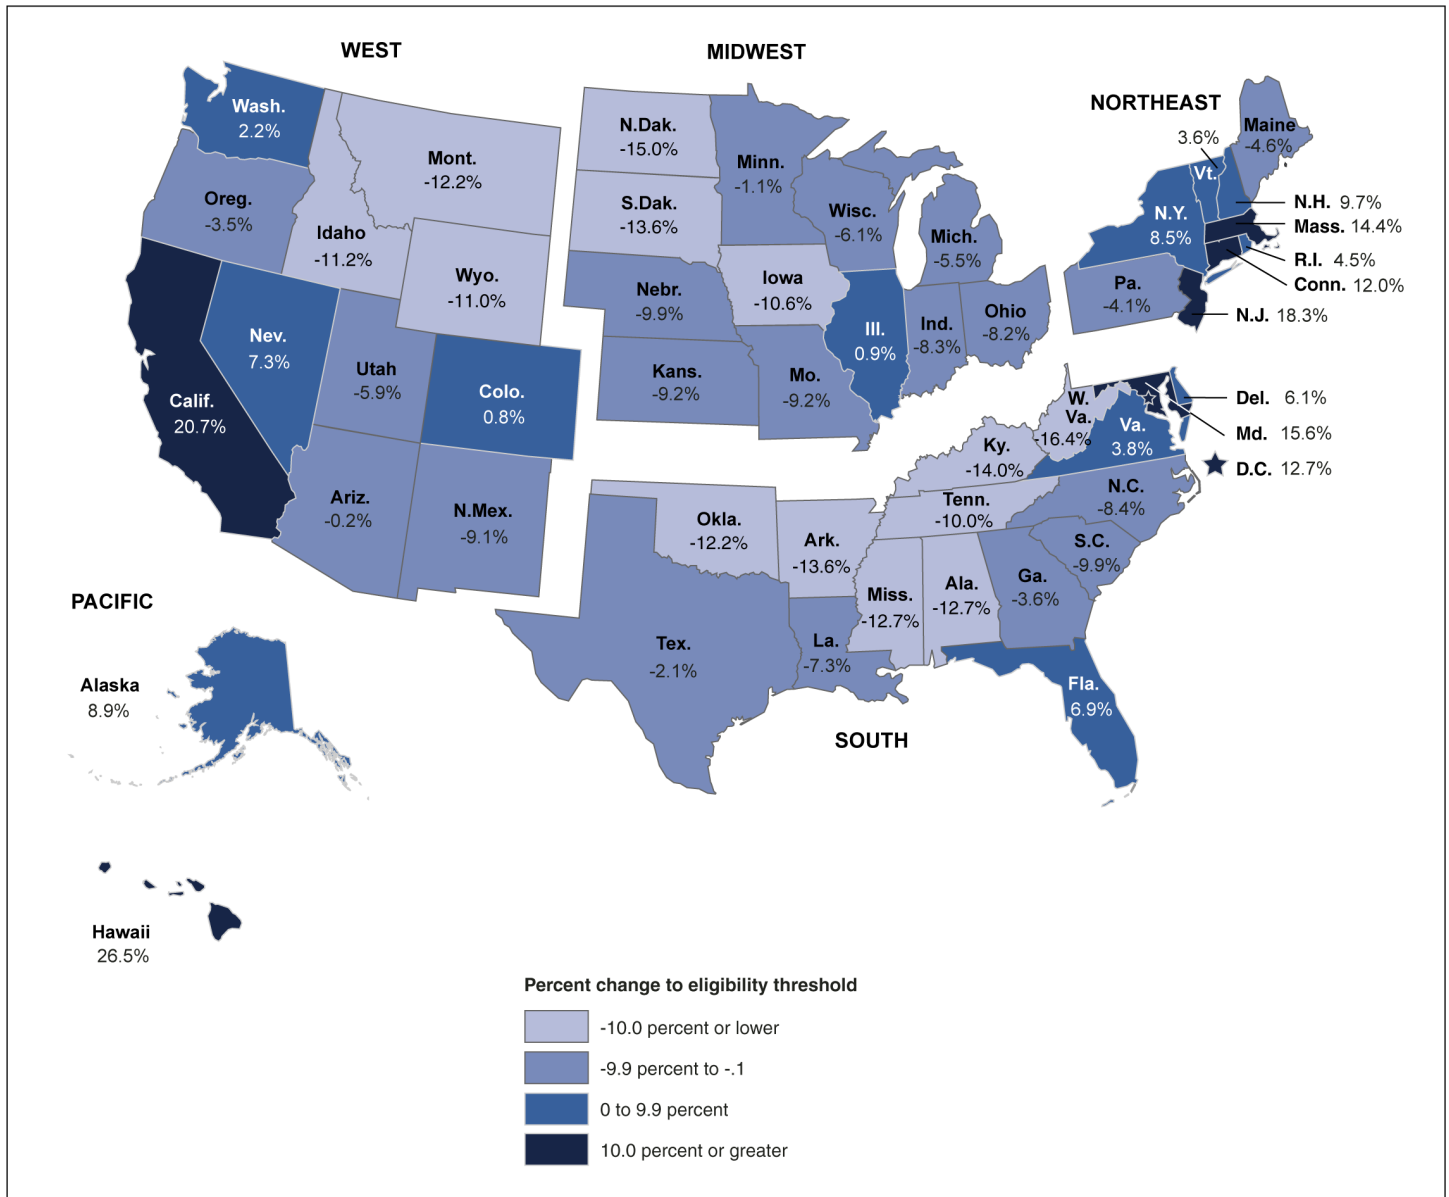 WEST
MIDWEST
NORTHEAST
Wash.
2.2%
Oreg.
-3.5%
Idaho
-11.2%
Mont.
-12.2%
Wyo.
-11.0%
Nev.
7.3%
Utah
-5.9%
Colo.
0.8%
Calif.
20.7%
Ariz.
-0.2%
N.Mex.
-9.1%
N.Dak.
-15.0%
S.Dak.
-13.6%
Minn.
-1.1%
Wisc.
-6.1%
Mich.
-5.5%
Nebr.
-9.9%
Iowa
-10.6%
Ill.
0.9%
Ind.
-8.3%
Ohio
-8.2%
Kans.
-9.2%
Mo.
-9.2%
3.6%
Vt.
Maine
-4.6%
N.Y.
8.5%
N.H. 9.7%
Mass. 14.4%
R.I. 4.5%
Conn. 12.0%
N.J. 18.3%
Pa.
-4.1%
Del. 6.1%
Md. 15.6%
D.C. 12.7%
W.
Va.
-16.4%
Va.
3.8%
Ky.
-14.0%
Tenn.
-10.0%
N.C.
-8.4%
S.C.
-9.9%
Okla.
-12.2%
Ark.
-13.6%
Miss.
-12.7%
Ala.
-12.7%
Ga.
-3.6%
Tex.
-2.1%
La.
-7.3%
Fla.
6.9%
SOUTH
PACIFIC
Alaska
8.9%
Hawaii
26.5%
Percent change to eligibility threshold
-10.0 percent or lower
-9.9 percent to -.1
0 to 9.9 percent
10.0 percent or greater